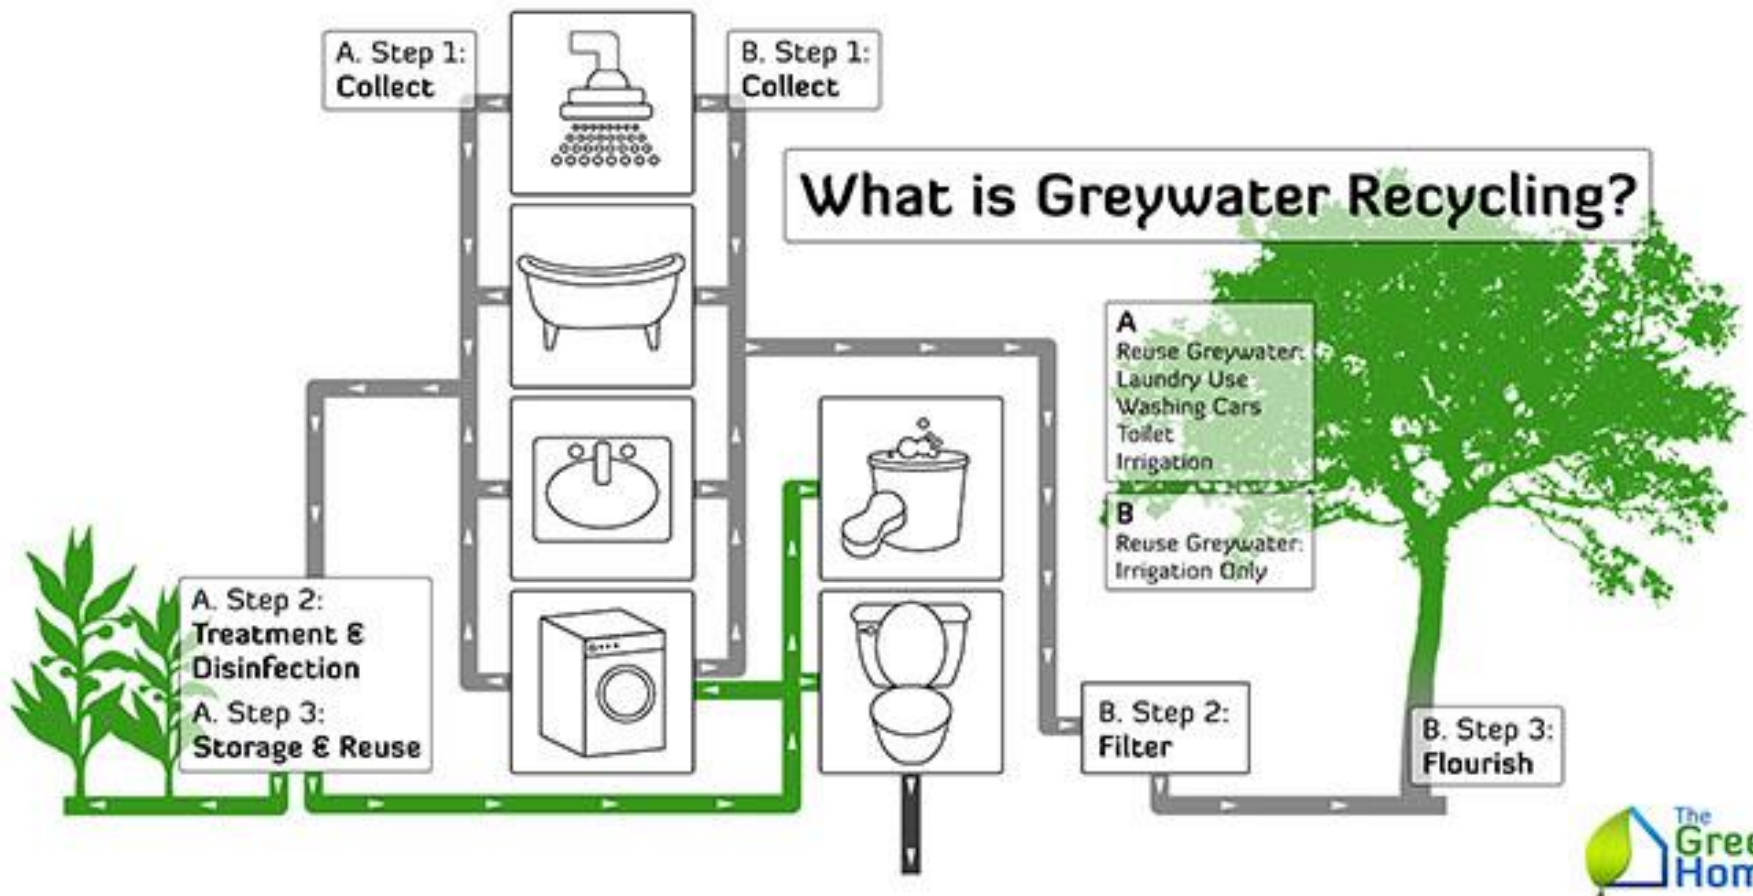 A. Step 1:
Collect
B. Step 1:
Collect
What is Greywater Recycling?
A
Reuse Greywater:
Laundry Use
Washing Cars
Toilet
Irrigation
B
Reuse Greywater:
Irrigation Only
A. Step 2:
Treatment &
Disinfection
A. Step 3:
Storage & Reuse
B. Step 2:
Filter
B. Step 3:
Flourish
The